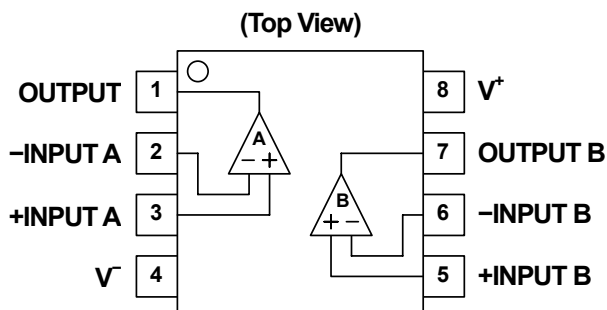 (Top View)
OUTPUT 1 8 V⁺
−INPUT A 2 7 OUTPUT B
+INPUT A 3 6 −INPUT B
V⁻ 4 5 +INPUT B
A
− +
B
+ −